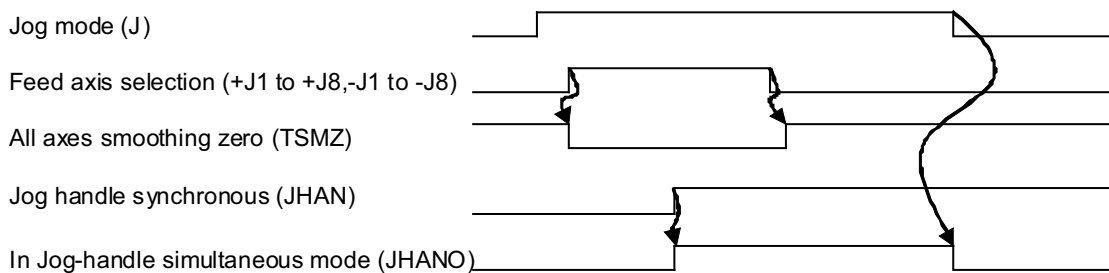 Jog mode (J)
Feed axis selection (+J1 to +J8,-J1 to -J8)
All axes smoothing zero (TSMZ)
Jog handle synchronous (JHAN)
In Jog-handle simultaneous mode (JHANO)